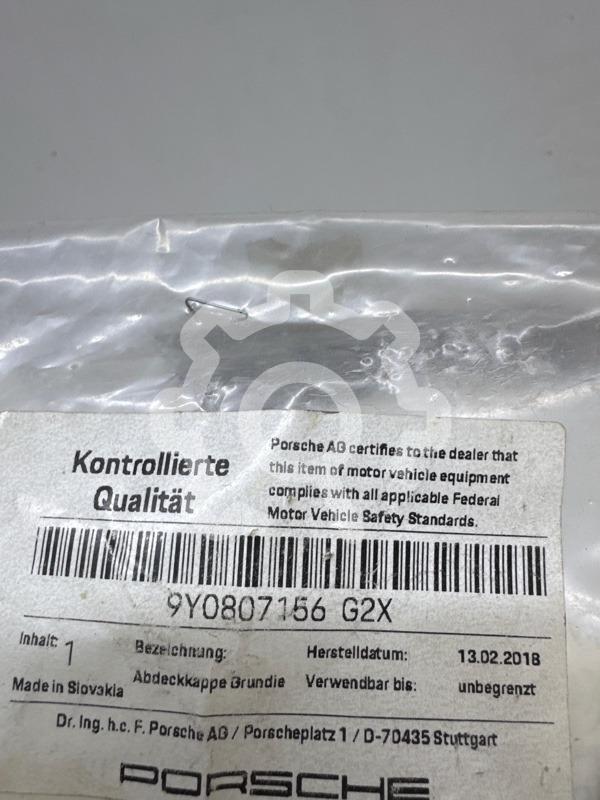 Kontrollierte
Qualität
Porsche AG certifies to the dealer that
this item of motor vehicle equipment
complies with all applicable Federal
Motor Vehicle Safety Standards.
9Y0807156 G2X
Inhalt: 1
Bezeichnung:
Herstelldatum: 13.02.2018
Made in Slovakia
Abdeckkappe Grundie
Verwendbar bis: unbegrenzt
Dr. Ing. h.c. F. Porsche AG / Porscheplatz 1 / D-70435 Stuttgart
PORSCHE